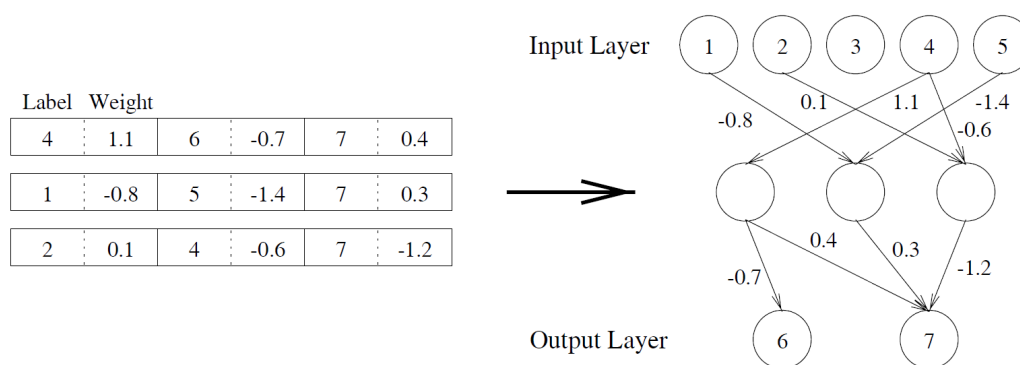 Input Layer 1 2 3 4 5
Label Weight
0.1 1.1 -1.4
-0.8
-0.6
4 1.1 6 -0.7 7 0.4
1 -0.8 5 -1.4 7 0.3
2 0.1 4 -0.6 7 -1.2
0.4 0.3
-0.7 -1.2
Output Layer 6 7